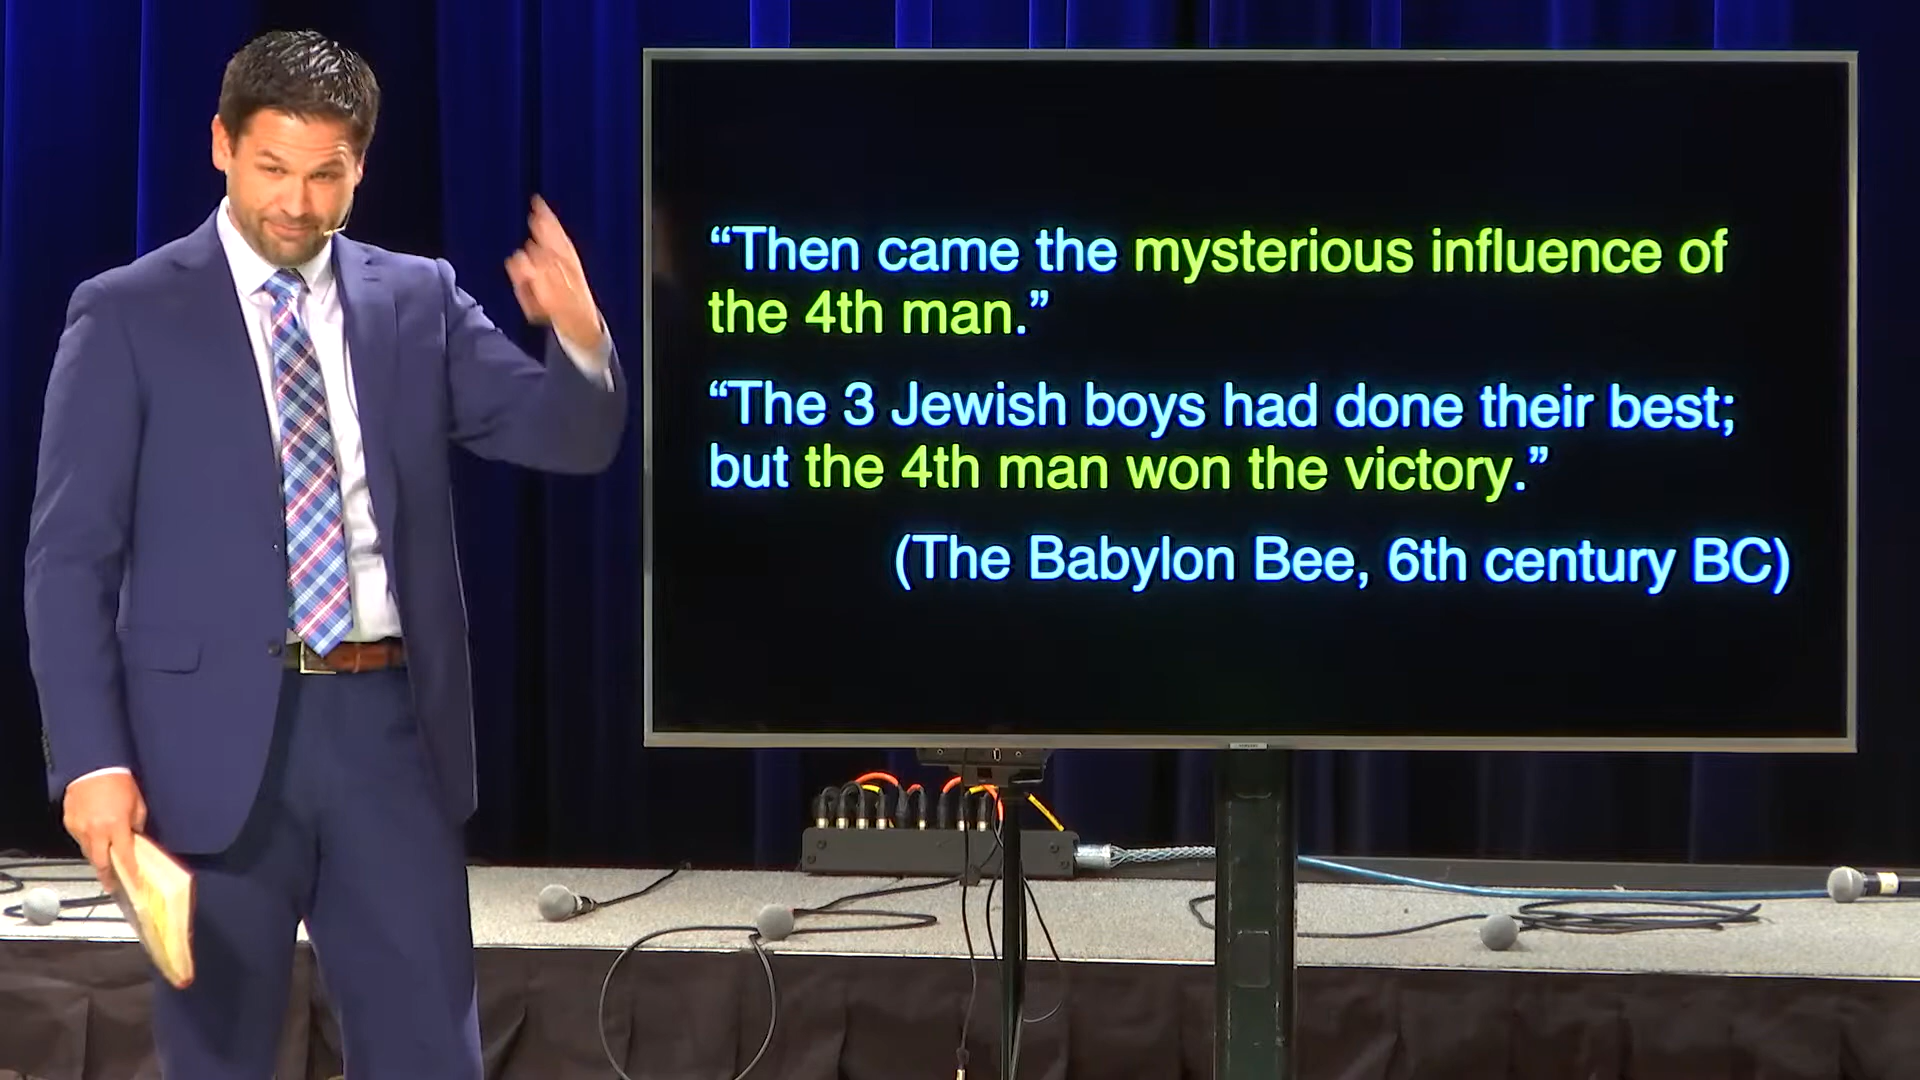 “Then came the mysterious influence of
the 4th man.”
“The 3 Jewish boys had done their best;
but the 4th man won the victory.”
(The Babylon Bee, 6th century BC)